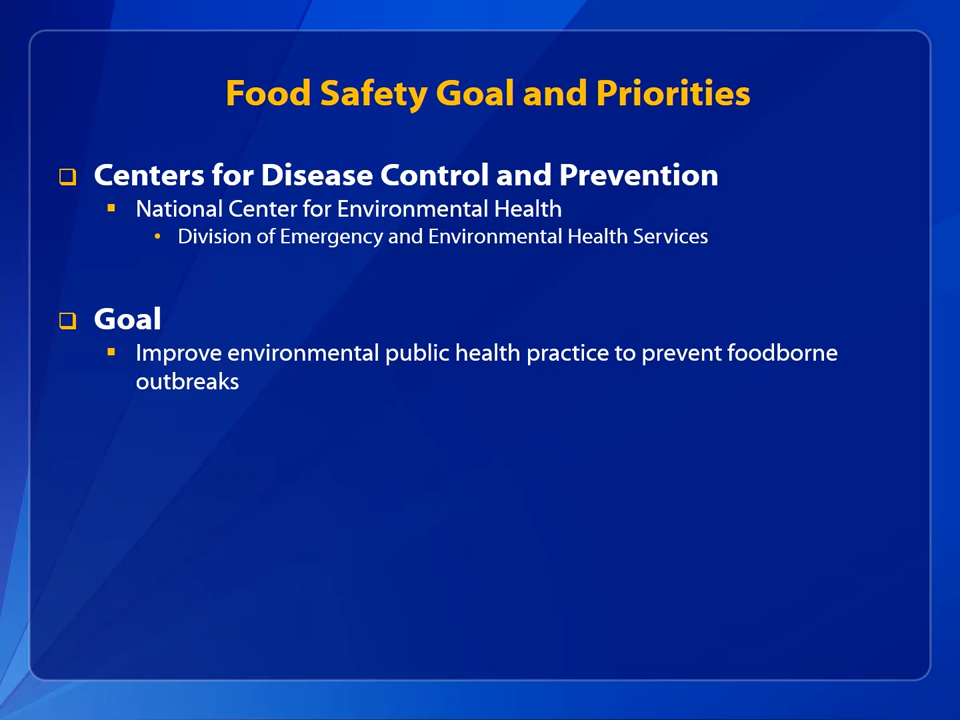 Food Safety Goal and Priorities
Centers for Disease Control and Prevention
National Center for Environmental Health
Division of Emergency and Environmental Health Services
Goal
Improve environmental public health practice to prevent foodborne
outbreaks